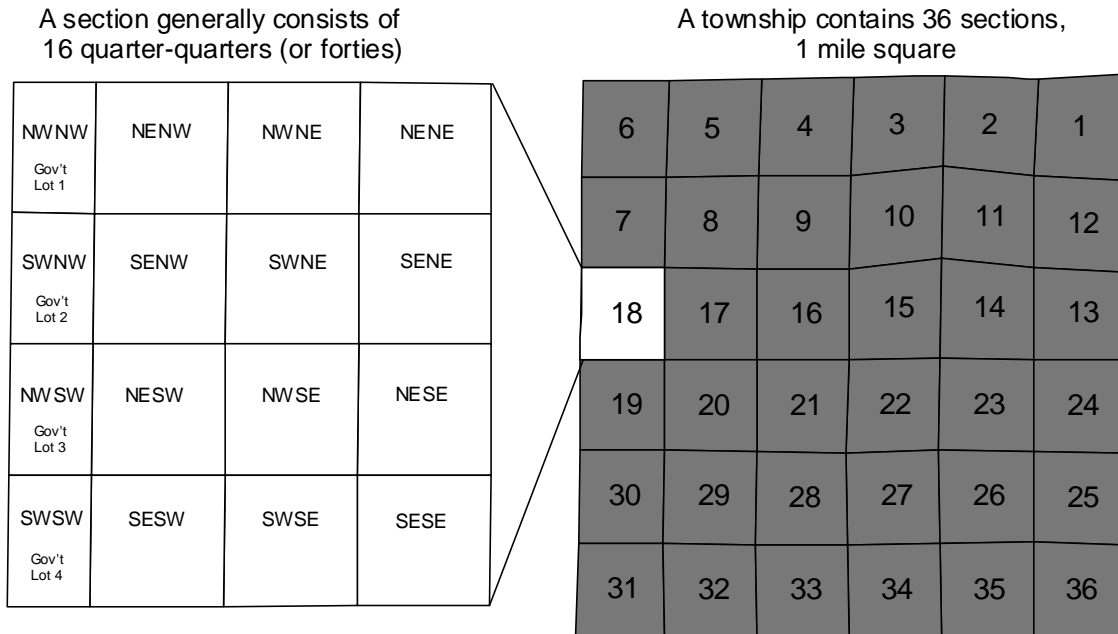 A section generally consists of
16 quarter-quarters (or forties)
NWNW
Gov't
Lot 1
NENW
NWNE
NENE
SWNW
Gov't
Lot 2
SENW
SWNE
SENE
NWSW
Gov't
Lot 3
NESW
NWSE
NESE
SWSW
Gov't
Lot 4
SESW
SWSE
SESE
A township contains 36 sections,
1 mile square
6 5 4 3 2 1
7 8 9 10 11 12
18 17 16 15 14 13
19 20 21 22 23 24
30 29 28 27 26 25
31 32 33 34 35 36